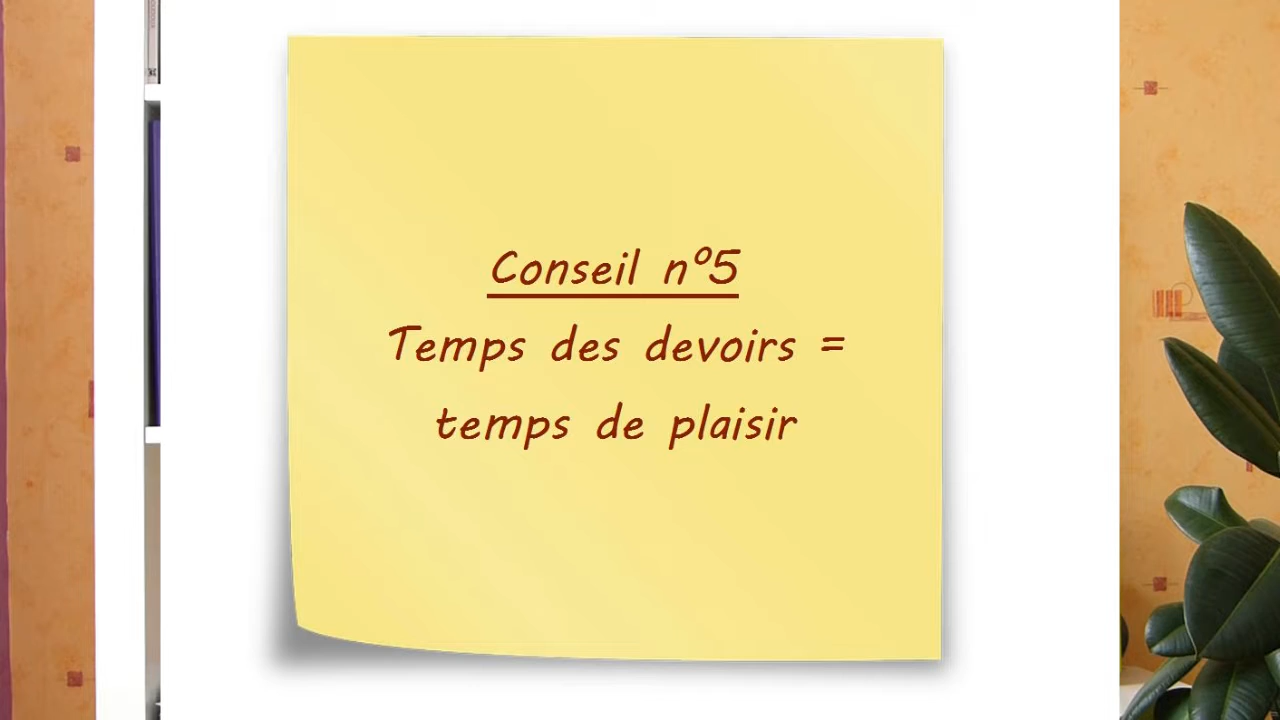 Conseil n°5
Temps des devoirs =
temps de plaisir